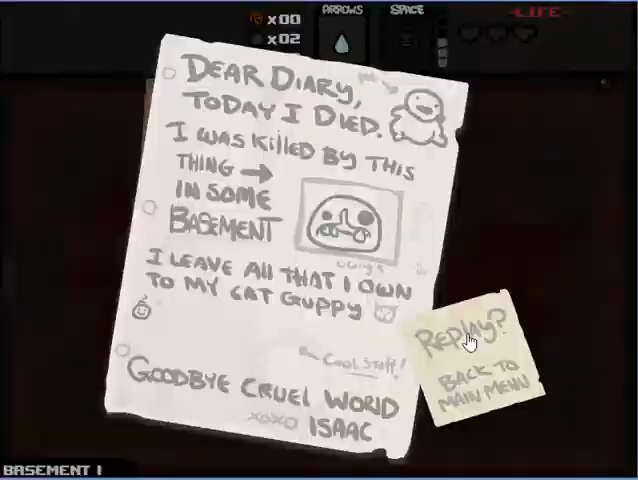 x00
x02
ARROWS
SPACE
-LIFE-
DEAR DIARY,
TODAY I DIED.
I WAS KILLED BY THIS
THING →
IN SOME
BASEMENT
I LEAVE ALL THAT I OWN
TO MY CAT GUPPY
COOL STUFF!
GOODBYE CRUEL WORLD
XOXO ISAAC
REPLAY?
BACK TO
MAIN MENU
BASEMENT I